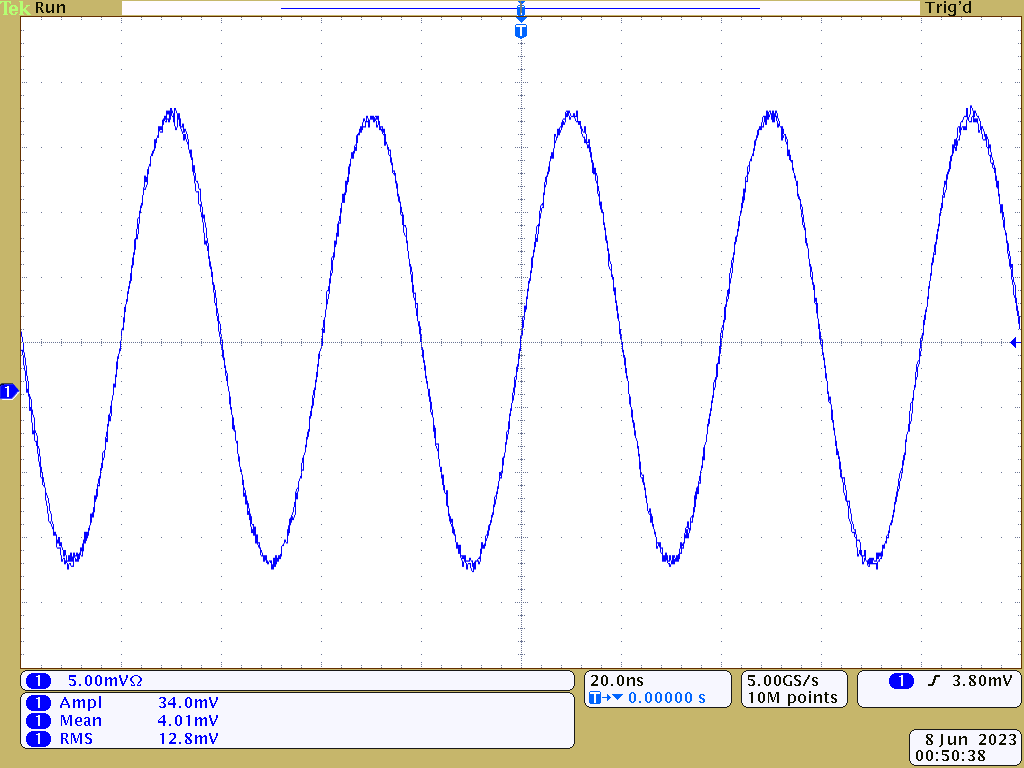 Tek Run Trig'd
T
1
1 5.00mVΩ
1 Ampl 34.0mV
1 Mean 4.01mV
1 RMS 12.8mV
20.0ns
T→▼0.00000 s
5.00GS/s
10M points
1 ∫ 3.80mV
8 Jun 2023
00:50:38